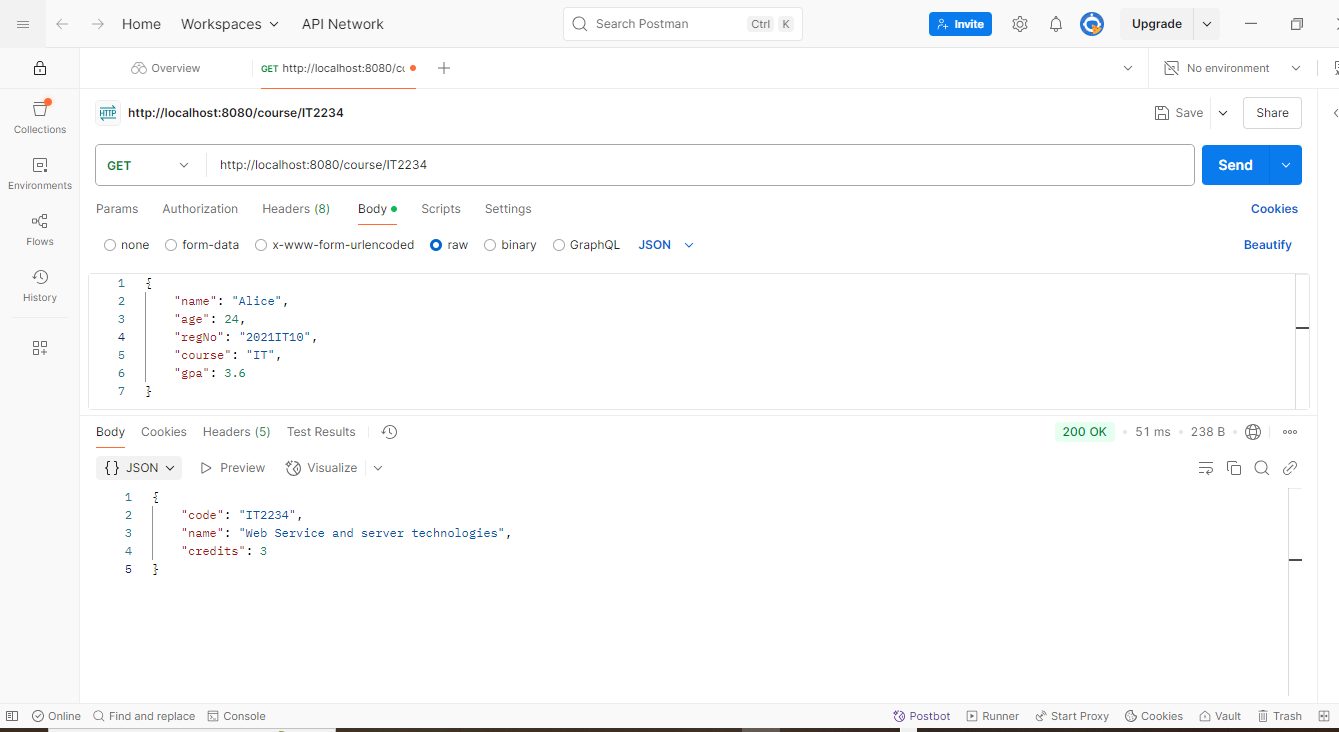 Home Workspaces API Network Search Postman Ctrl K Invite Upgrade
Overview GET http://localhost:8080/cc No environment
HTTP http://localhost:8080/course/IT2234 Save Share
Collections
GET http://localhost:8080/course/IT2234 Send
Environments
Params Authorization Headers (8) Body Scripts Settings Cookies
Flows
none form-data x-www-form-urlencoded raw binary GraphQL JSON Beautify
History
1 {
2 "name": "Alice",
3 "age": 24,
4 "regNo": "2021IT10",
5 "course": "IT",
6 "gpa": 3.6
7 }
Body Cookies Headers (5) Test Results 200 OK • 51 ms • 238 B •
{} JSON Preview Visualize
1 {
2 "code": "IT2234",
3 "name": "Web Service and server technologies",
4 "credits": 3
5 }
Online Find and replace Console Postbot Runner Start Proxy Cookies Vault Trash